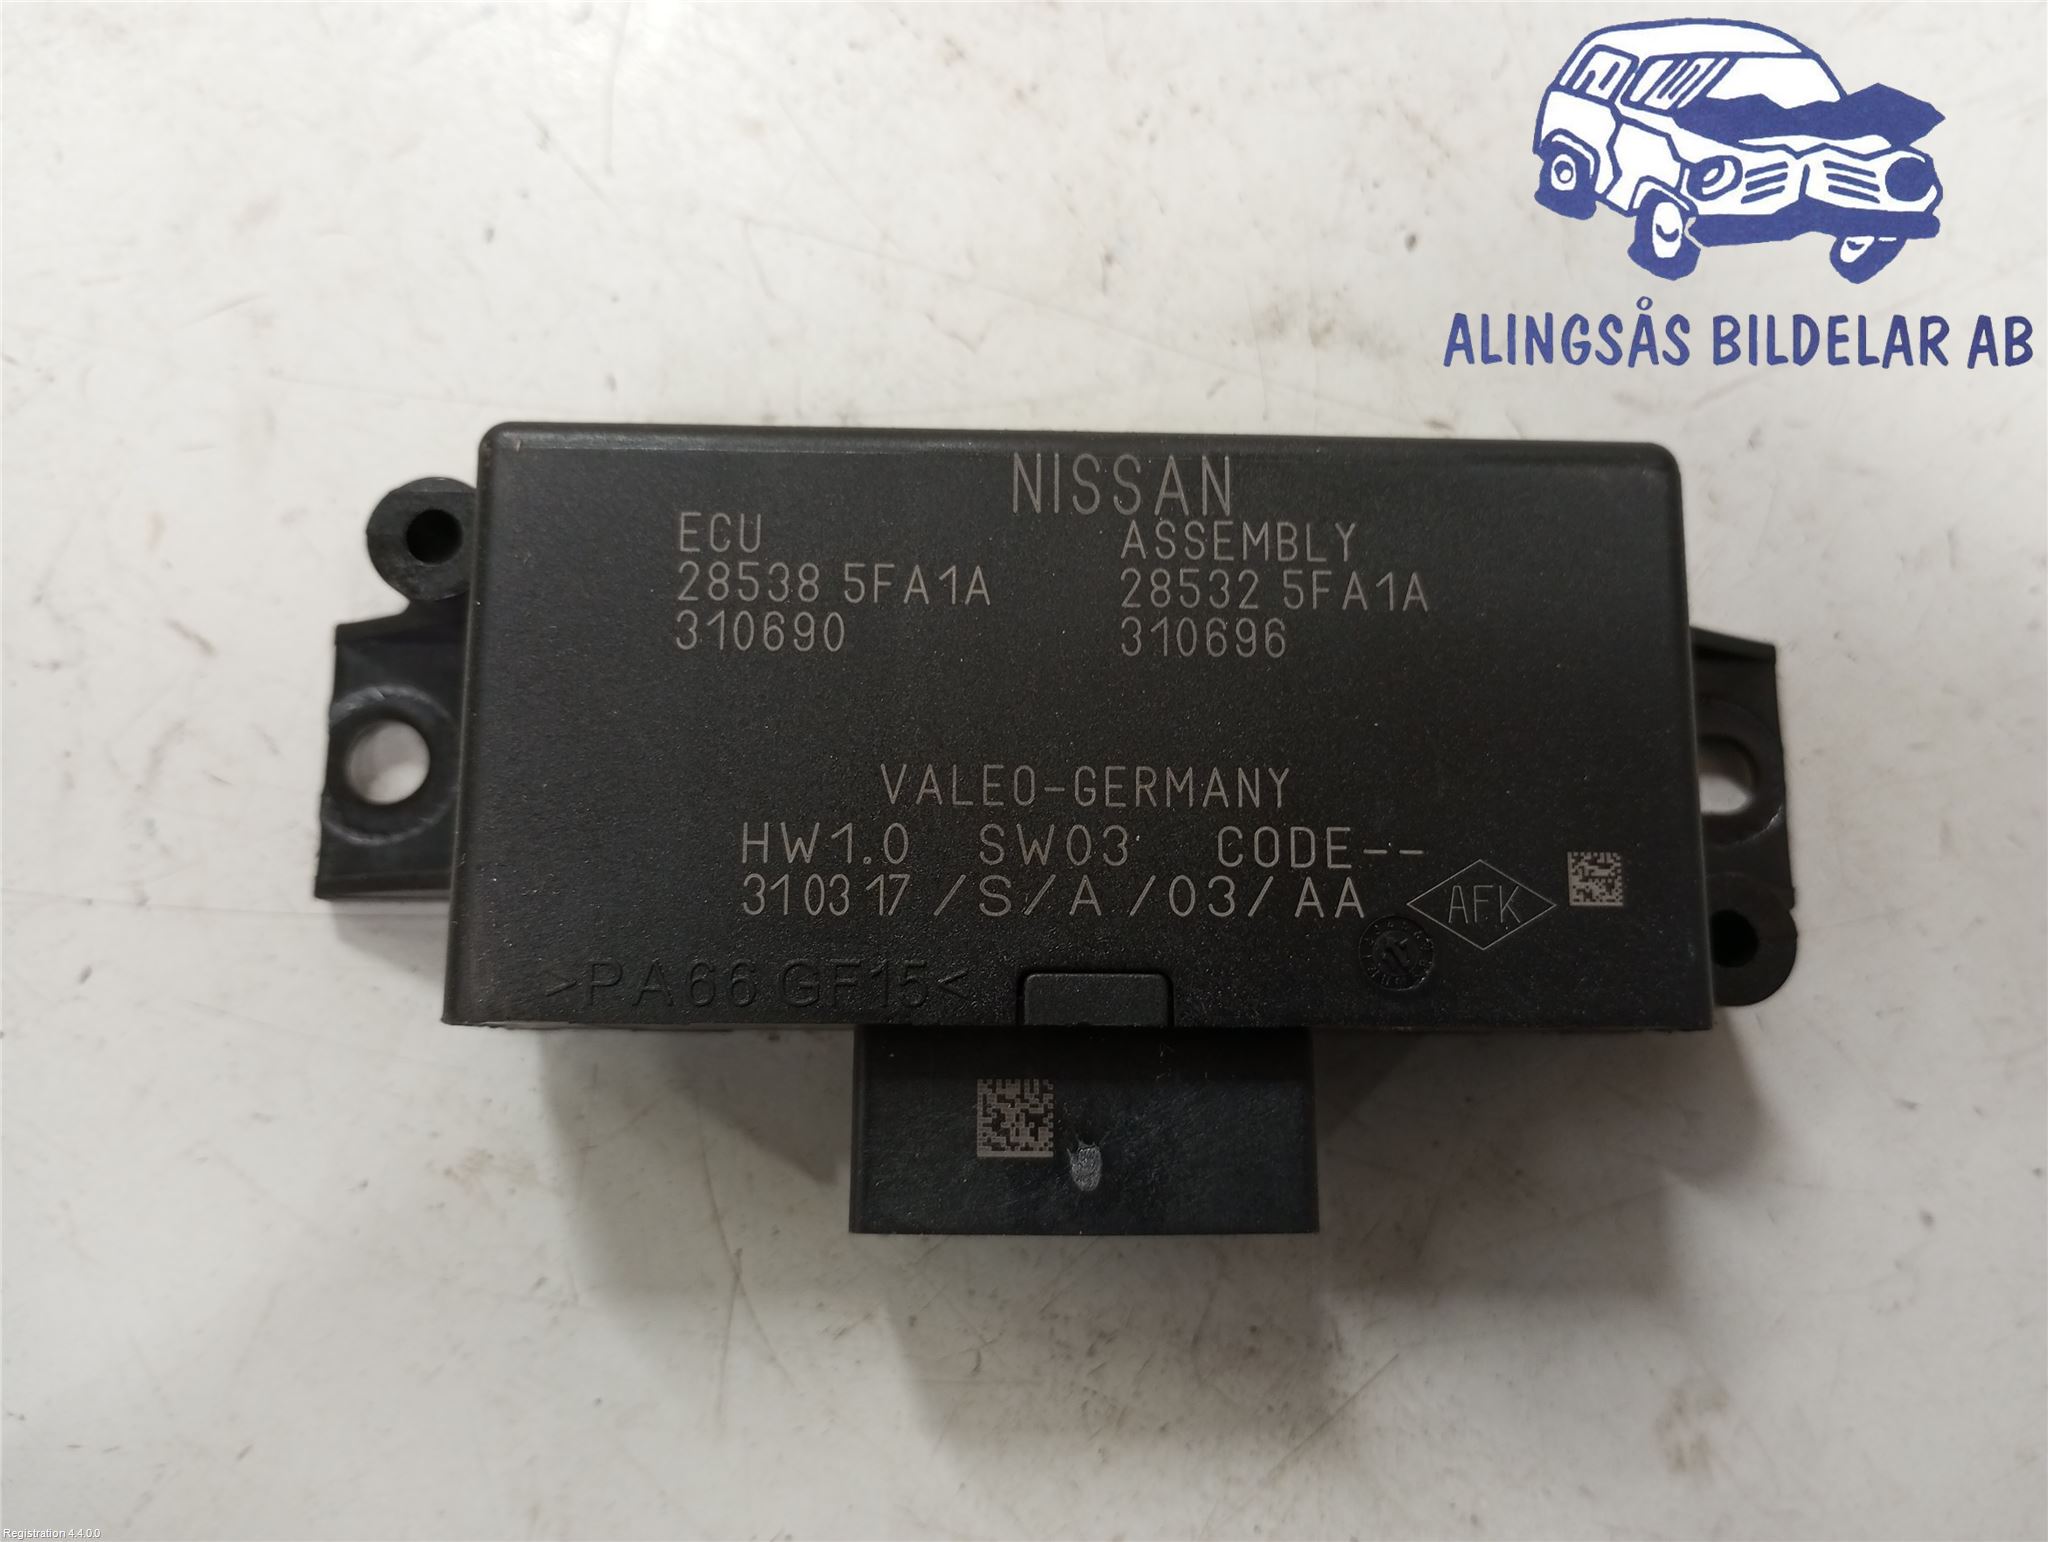 ALINGSÅS BILDELAR AB
NISSAN
ECU
28538 5FA1A
310690
ASSEMBLY
28532 5FA1A
310696
VALEO-GERMANY
HW1.0 SW03 CODE--
310317/S/A/03/AA
AFK
>PA66 GF15<
Registration 4.4.0.0